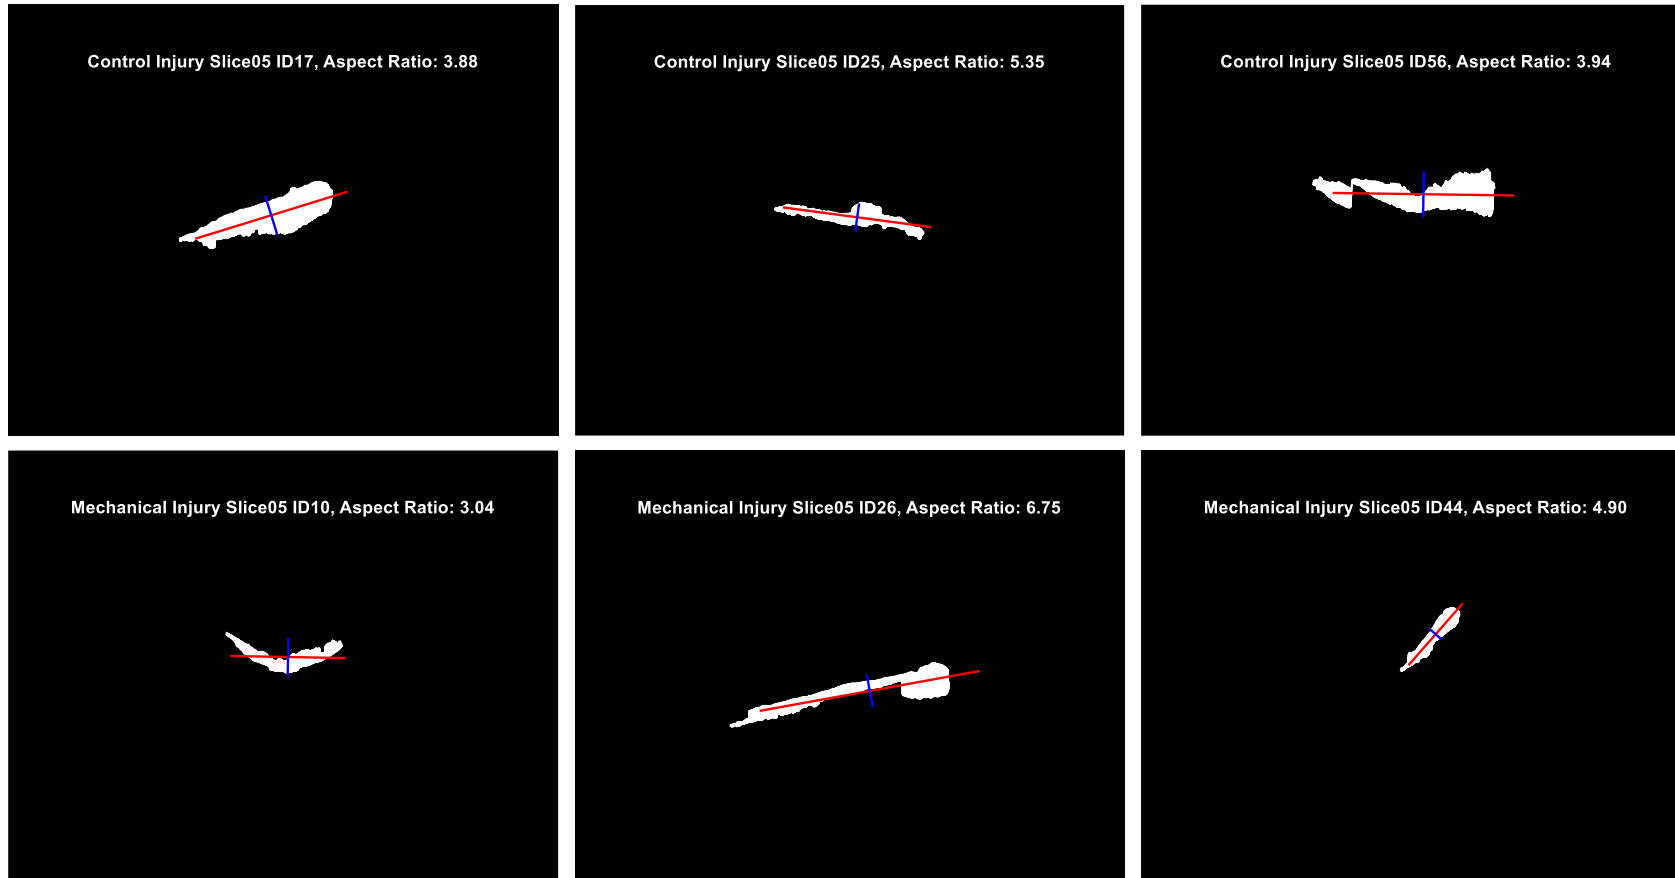 Control Injury Slice05 ID17, Aspect Ratio: 3.88
Control Injury Slice05 ID25, Aspect Ratio: 5.35
Control Injury Slice05 ID56, Aspect Ratio: 3.94
Mechanical Injury Slice05 ID10, Aspect Ratio: 3.04
Mechanical Injury Slice05 ID26, Aspect Ratio: 6.75
Mechanical Injury Slice05 ID44, Aspect Ratio: 4.90